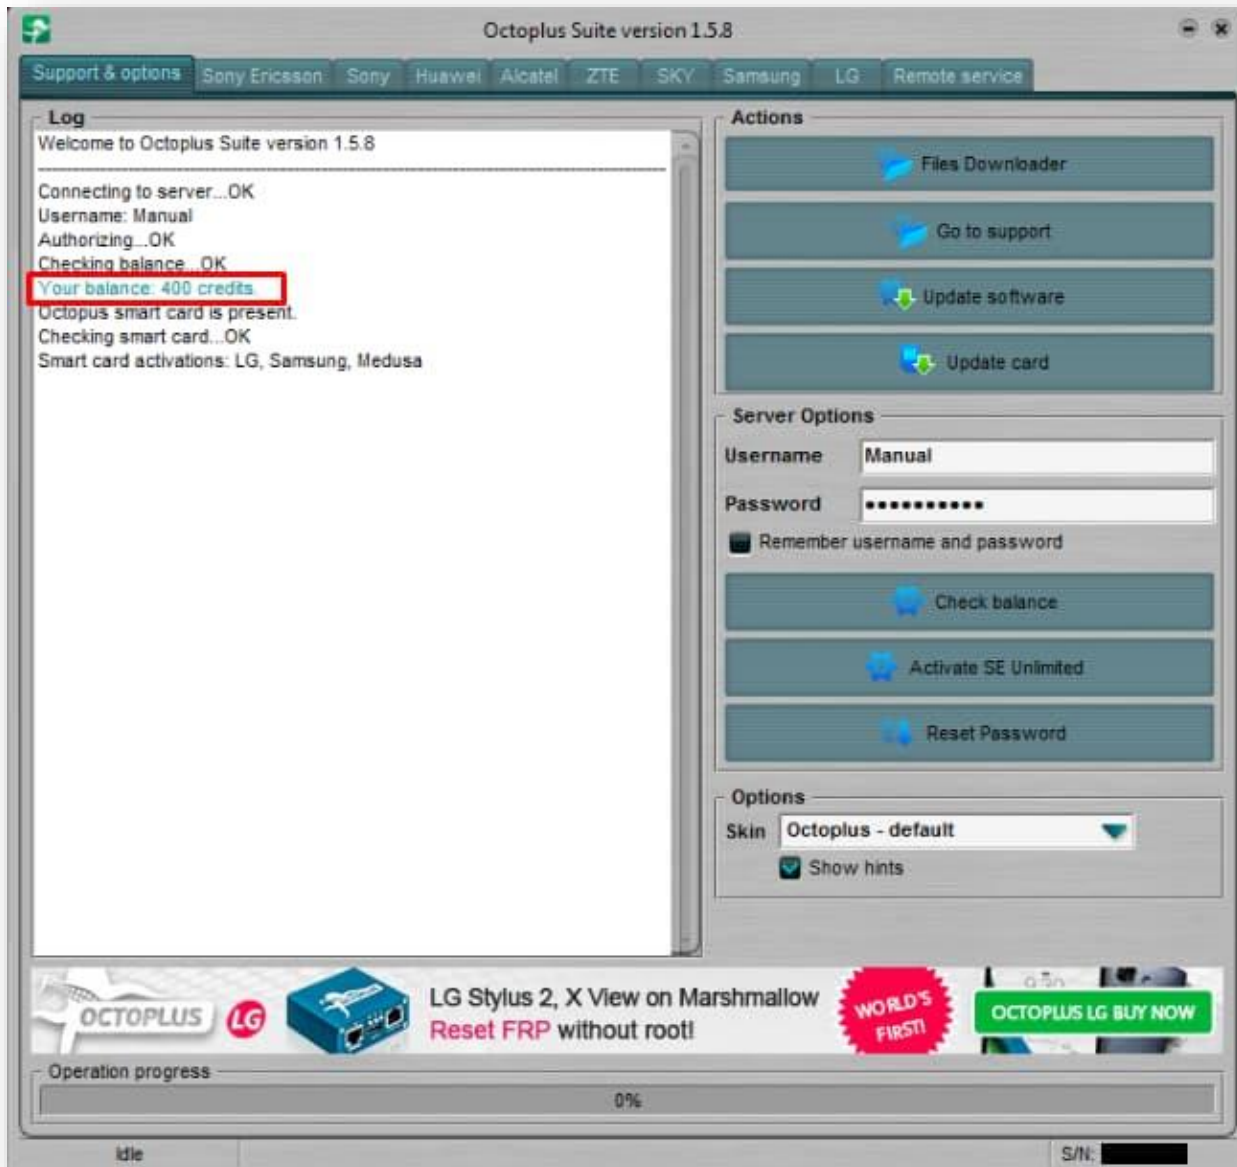 Octoplus Suite version 1.5.8
Support & options Sony Ericsson Sony Huawei Alcatel ZTE SKY Samsung LG Remote service
Log
Welcome to Octoplus Suite version 1.5.8
Connecting to server...OK
Username: Manual
Authorizing...OK
Checking balance...OK
Your balance: 400 credits.
Octopus smart card is present.
Checking smart card...OK
Smart card activations: LG, Samsung, Medusa
Actions
Files Downloader
Go to support
Update software
Update card
Server Options
Username Manual
Password ••••••••••
Remember username and password
Check balance
Activate SE Unlimited
Reset Password
Options
Skin Octoplus - default
Show hints
OCTOPLUS LG
LG Stylus 2, X View on Marshmallow
Reset FRP without root!
WORLD'S
FIRST!
OCTOPLUS LG BUY NOW
Operation progress
0%
Idle
S/N: